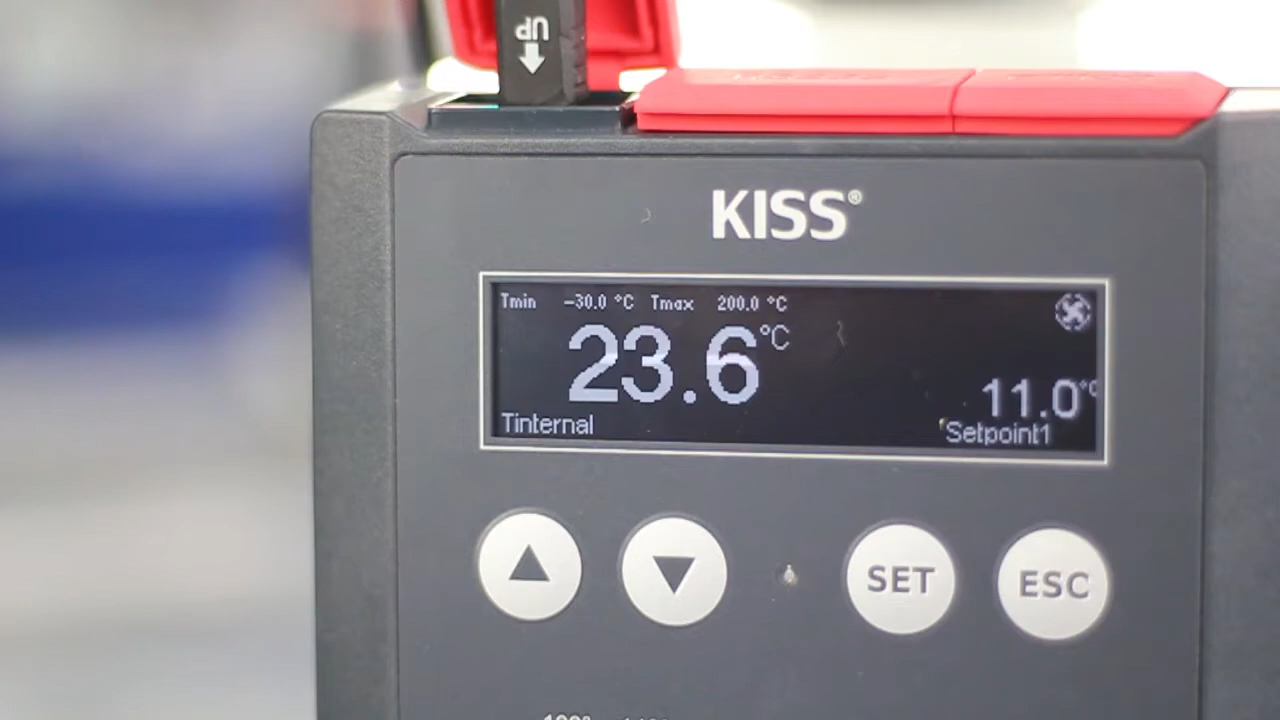 UP
KISS®
Tmin -30.0 °C Tmax 200.0 °C
23.6 °C
11.0°C
Tinternal
Setpoint1
SET
ESC